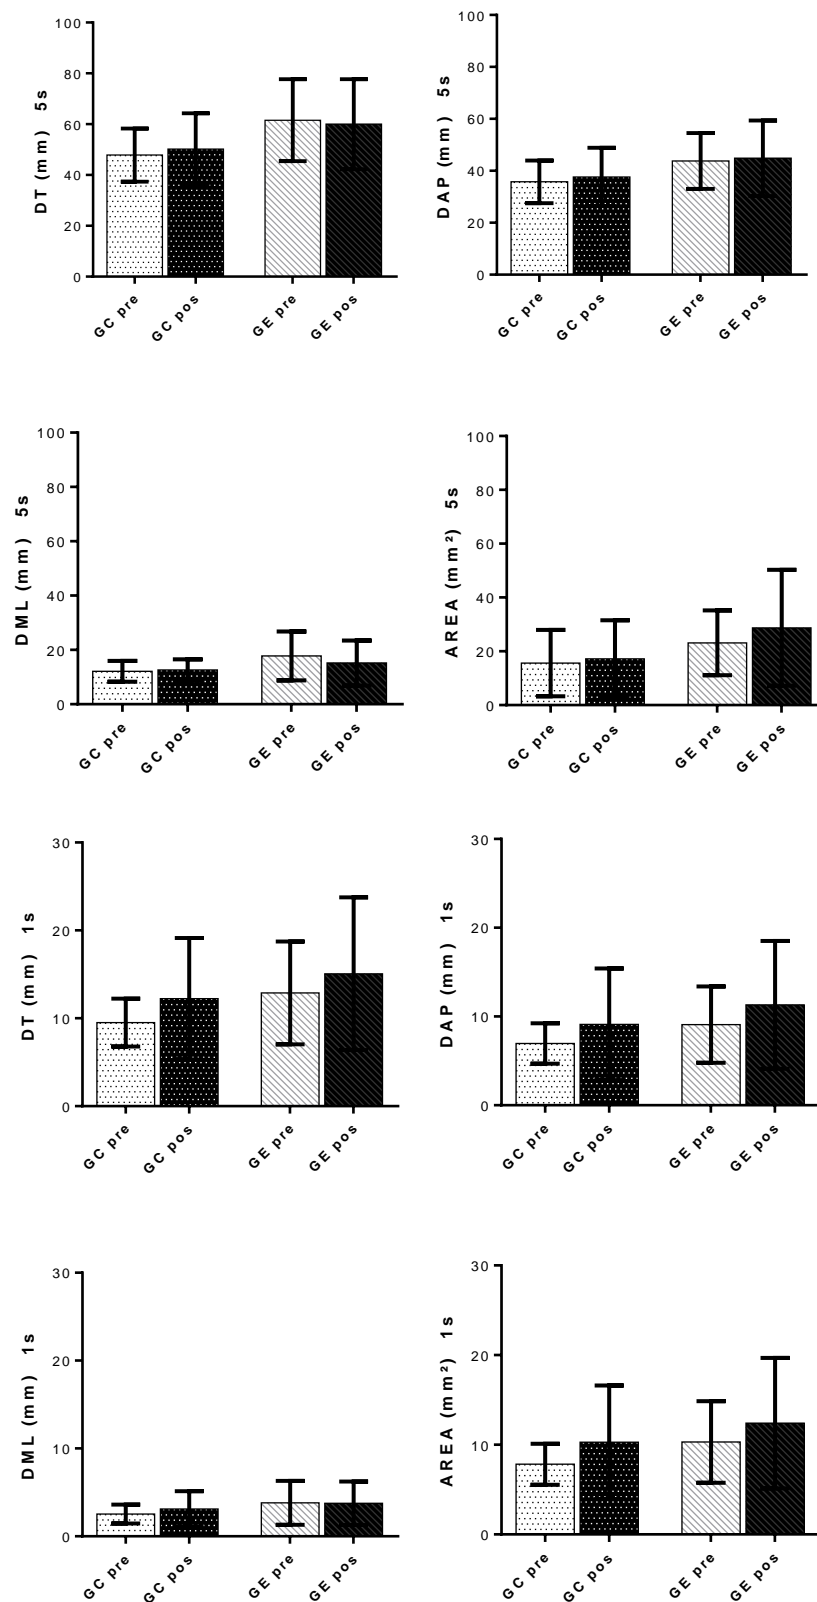 DT (mm) 5s
100
80
60
40
20
0
GC pre
GC pos
GE pre
GE pos
DAP (mm) 5s
100
80
60
40
20
0
GC pre
GC pos
GE pre
GE pos
DML (mm) 5s
100
80
60
40
20
0
GC pre
GC pos
GE pre
GE pos
AREA (mm²) 5s
100
80
60
40
20
0
GC pre
GC pos
GE pre
GE pos
DT (mm) 1s
30
20
10
0
GC pre
GC pos
GE pre
GE pos
DAP (mm) 1s
30
20
10
0
GC pre
GC pos
GE pre
GE pos
DML (mm) 1s
30
20
10
0
GC pre
GC pos
GE pre
GE pos
AREA (mm²) 1s
30
20
10
0
GC pre
GC pos
GE pre
GE pos